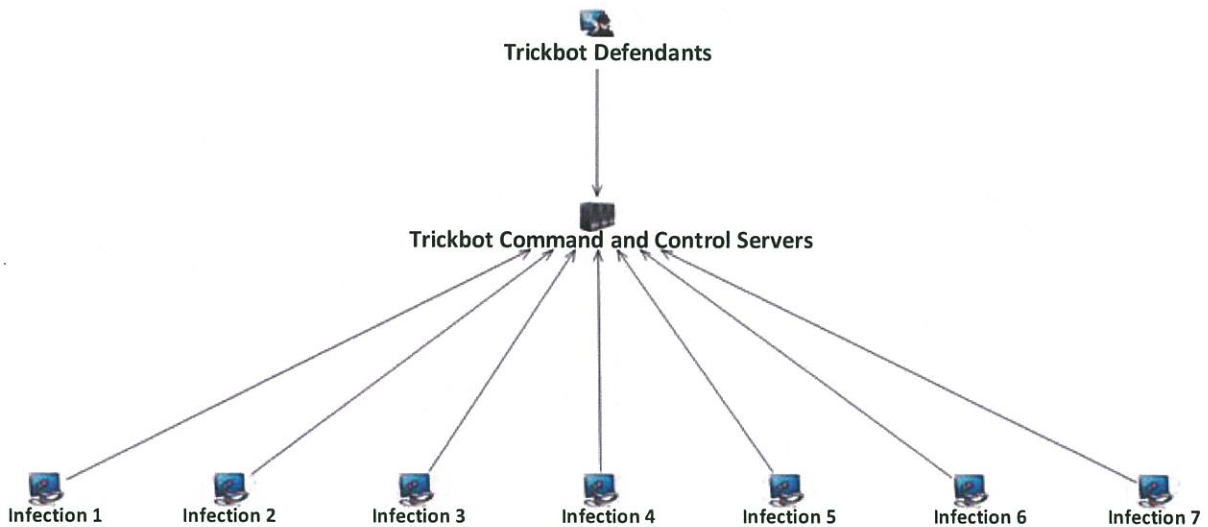 Trickbot Defendants
Trickbot Command and Control Servers
Infection 1
Infection 2
Infection 3
Infection 4
Infection 5
Infection 6
Infection 7